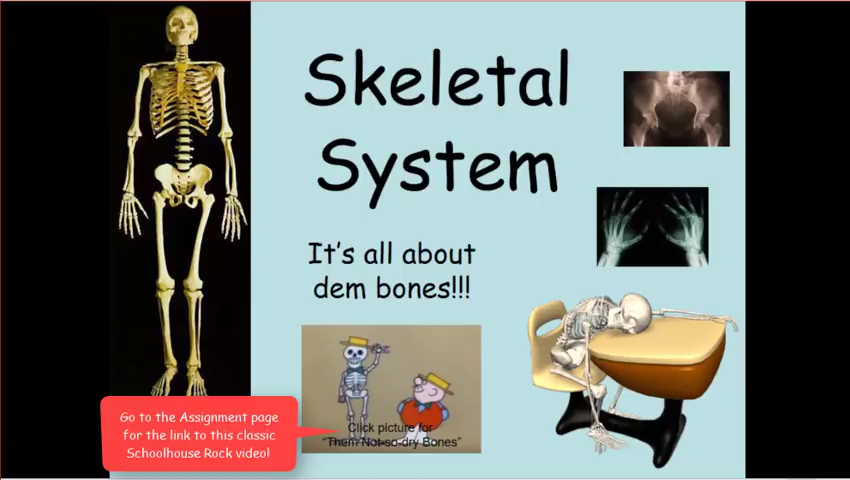 Skeletal
System
It's all about
dem bones!!!
Click picture for
"Them Not-so-dry Bones"
Go to the Assignment page
for the link to this classic
Schoolhouse Rock video!